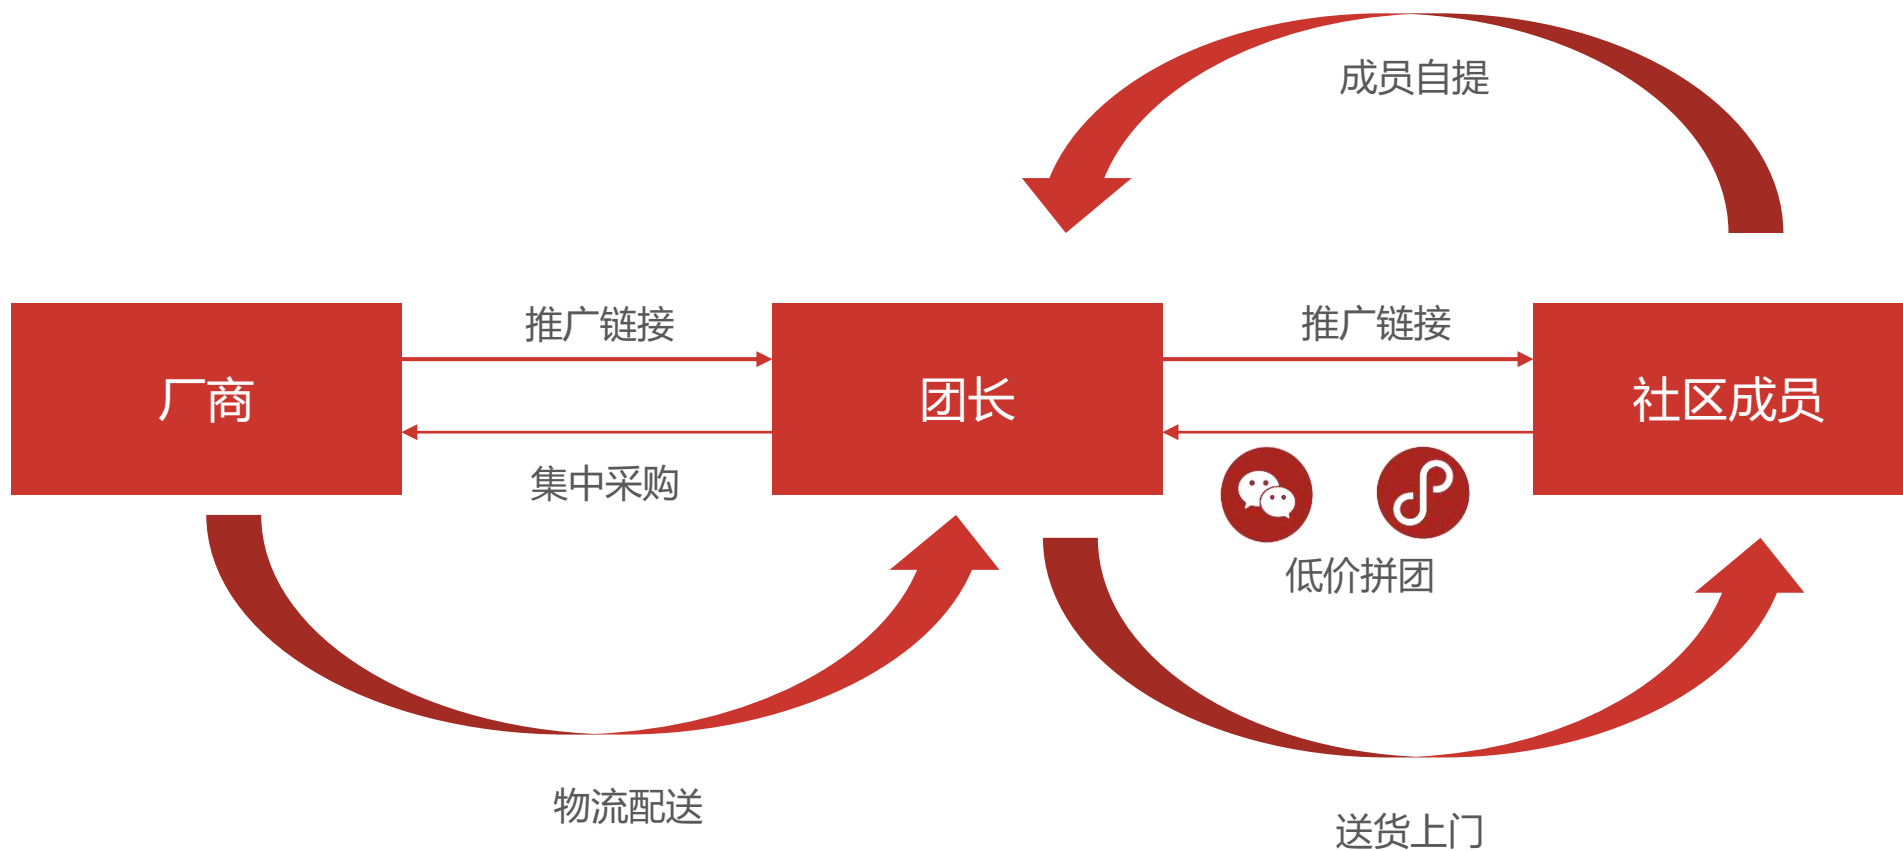 成员自提
推广链接
推广链接
厂商
团长
社区成员
集中采购
低价拼团
物流配送
送货上门